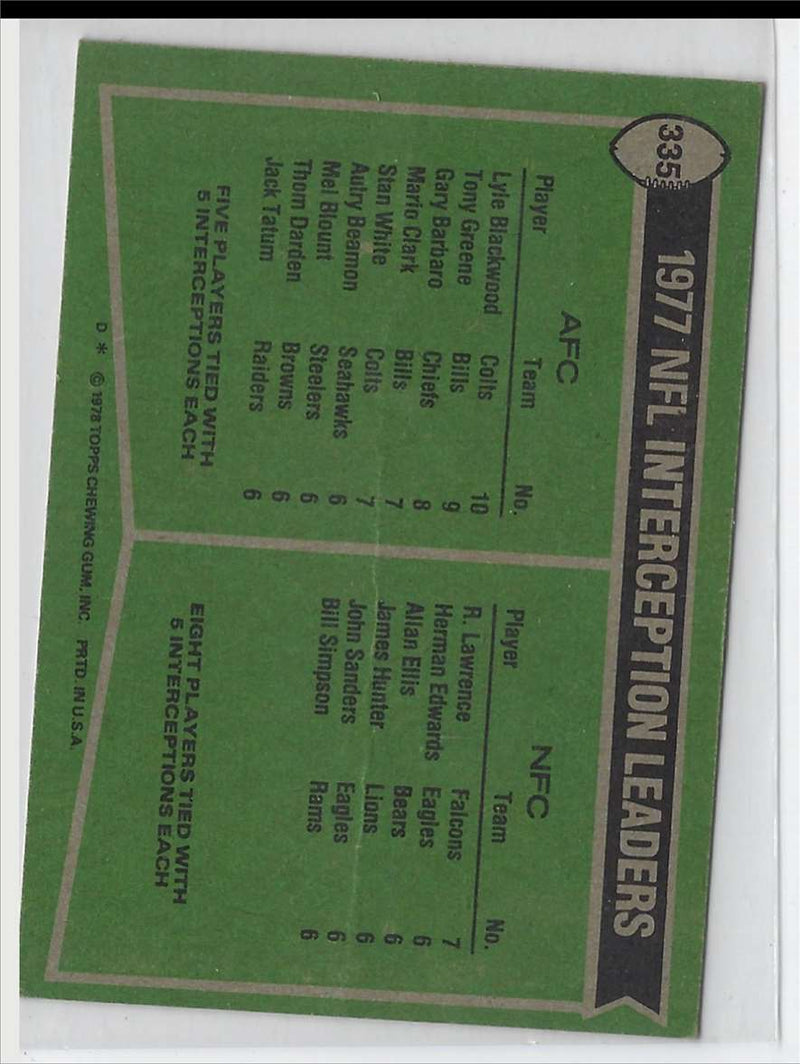 335
1977 NFL INTERCEPTION LEADERS
AFC
Player Team No.
Lyle Blackwood Colts 10
Tony Greene Bills 9
Gary Barbaro Chiefs 8
Mario Clark Bills 7
Stan White Colts 7
Autry Beamon Seahawks 6
Mel Blount Steelers 6
Thom Darden Browns 6
Jack Tatum Raiders 6
FIVE PLAYERS TIED WITH
5 INTERCEPTIONS EACH
NFC
Player Team No.
R. Lawrence Falcons 7
Herman Edwards Eagles 6
Allan Ellis Bears 6
James Hunter Lions 6
John Sanders Eagles 6
Bill Simpson Rams 6
EIGHT PLAYERS TIED WITH
5 INTERCEPTIONS EACH
D * © 1978 TOPPS CHEWING GUM, INC. PRTD. IN U.S.A.